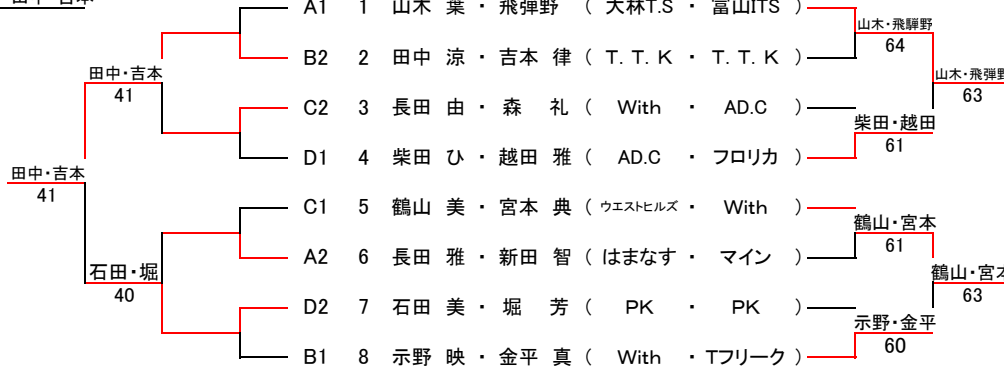 A1 1 山木 葉 ・ 飛弾野 ( 大林T.S ・ 富山ITS )
山木・飛騨野
64
B2 2 田中 涼 ・ 吉本 律 ( T.T.K ・ T.T.K )
田中・吉本
41
山木・飛弾野
63
C2 3 長田 由 ・ 森 礼 ( With ・ AD.C )
柴田・越田
61
D1 4 柴田 ひ ・ 越田 雅 ( AD.C ・ フロリカ )
田中・吉本
41
C1 5 鶴山 美 ・ 宮本 典 ( ウエストヒルズ ・ With )
鶴山・宮本
61
A2 6 長田 雅 ・ 新田 智 ( はまなす ・ マイン )
石田・堀
40
鶴山・宮本
63
D2 7 石田 美 ・ 堀 芳 ( PK ・ PK )
示野・金平
60
B1 8 示野 映 ・ 金平 真 ( With ・ Tフリーク )